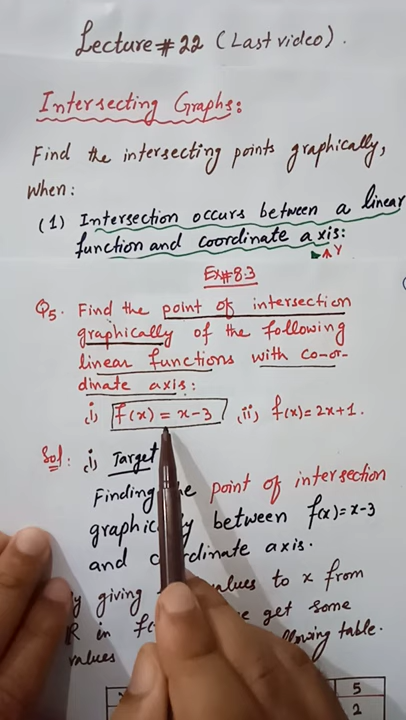 Lecture # 22 (Last video).
Intersecting Graphs:
Find the intersecting points graphically,
when:
(1) Intersection occurs between a linear
function and coordinate axis:
Y
Ex#8.3
Q5. Find the point of intersection
graphically of the following
linear functions with co-or-
dinate axis:
i) f(x) = x-3 ii) f(x)=2x+1.
Sol: i) Target
Finding point of intersection
graphically between f(x)=x-3
and coordinate axis.
giving values to x from
R in get some
values following table.
5
2